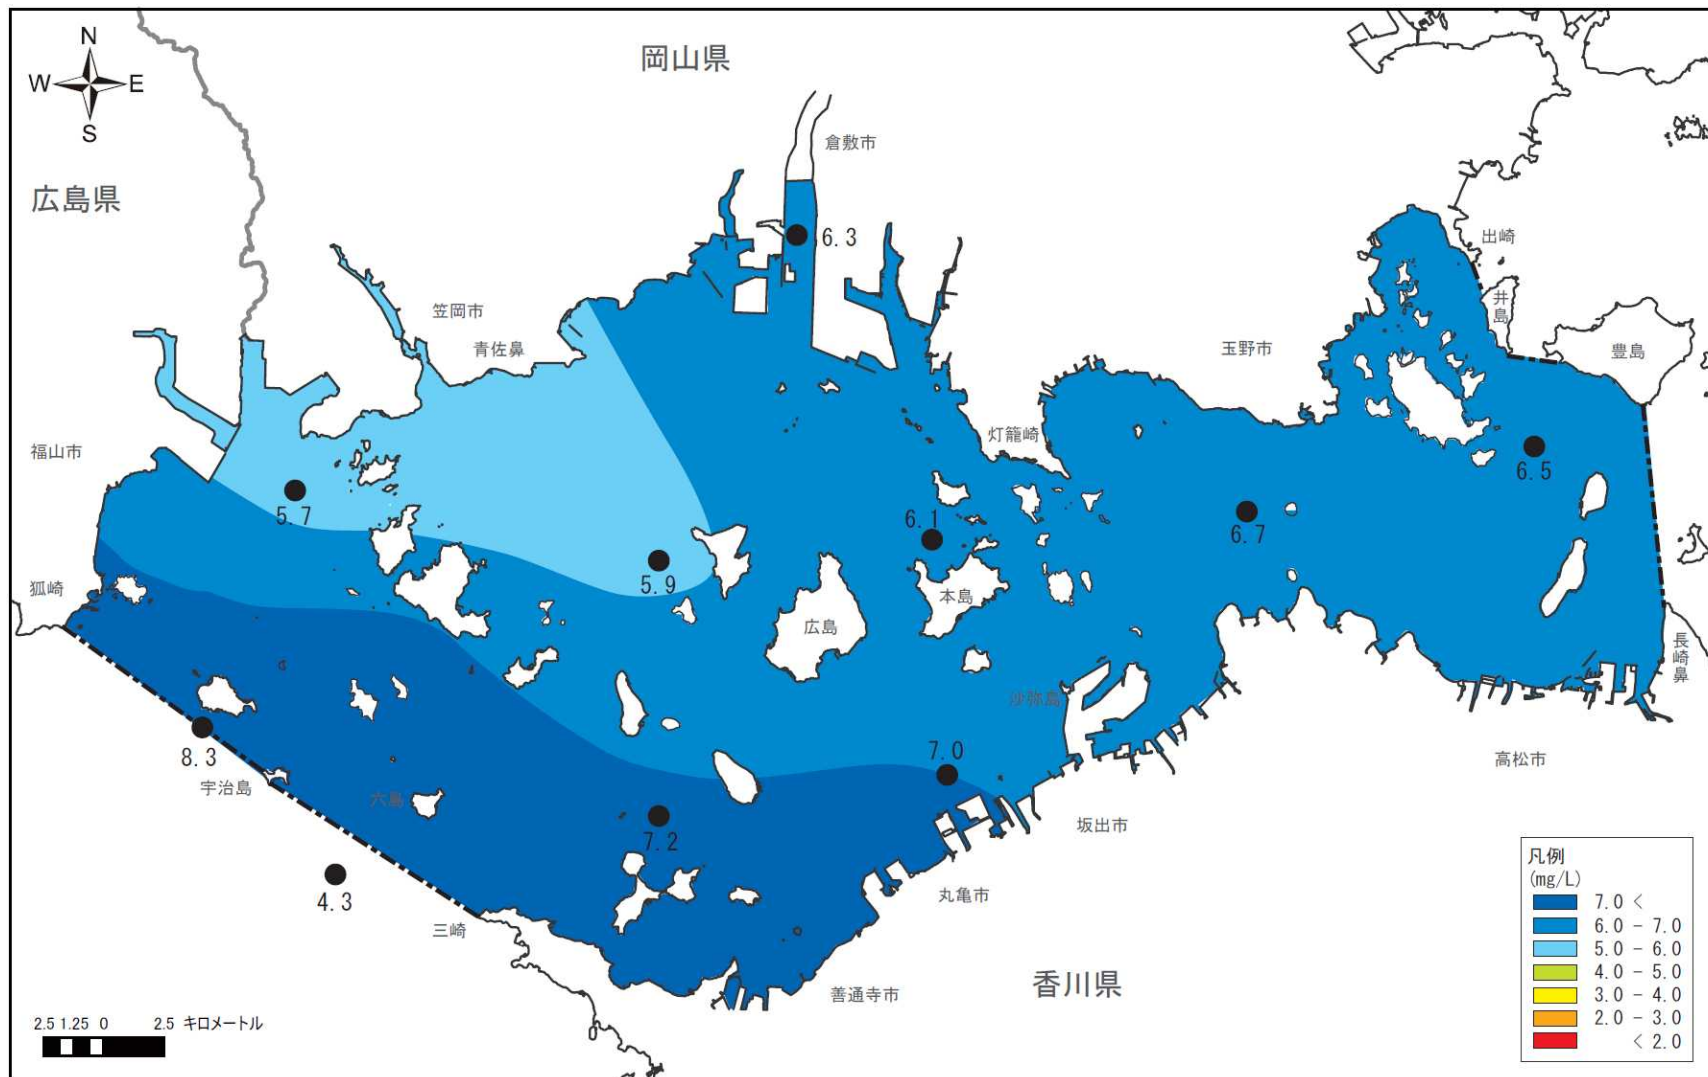 N
岡山県
W
E
S
倉敷市
広島県
6.3
出崎
井島
笠岡市
青佐鼻
玉野市
豊島
灯籠崎
福山市
6.5
5.7
6.1
6.7
5.9
狐崎
本島
広島
長崎鼻
沙弥島
8.3
7.0
高松市
宇治島
六島
坂出市
7.2
4.3
丸亀市
三崎
香川県
善通寺市
2.5 1.25 0 2.5 キロメートル
凡例
(mg/L)
7.0 <
6.0 - 7.0
5.0 - 6.0
4.0 - 5.0
3.0 - 4.0
2.0 - 3.0
< 2.0